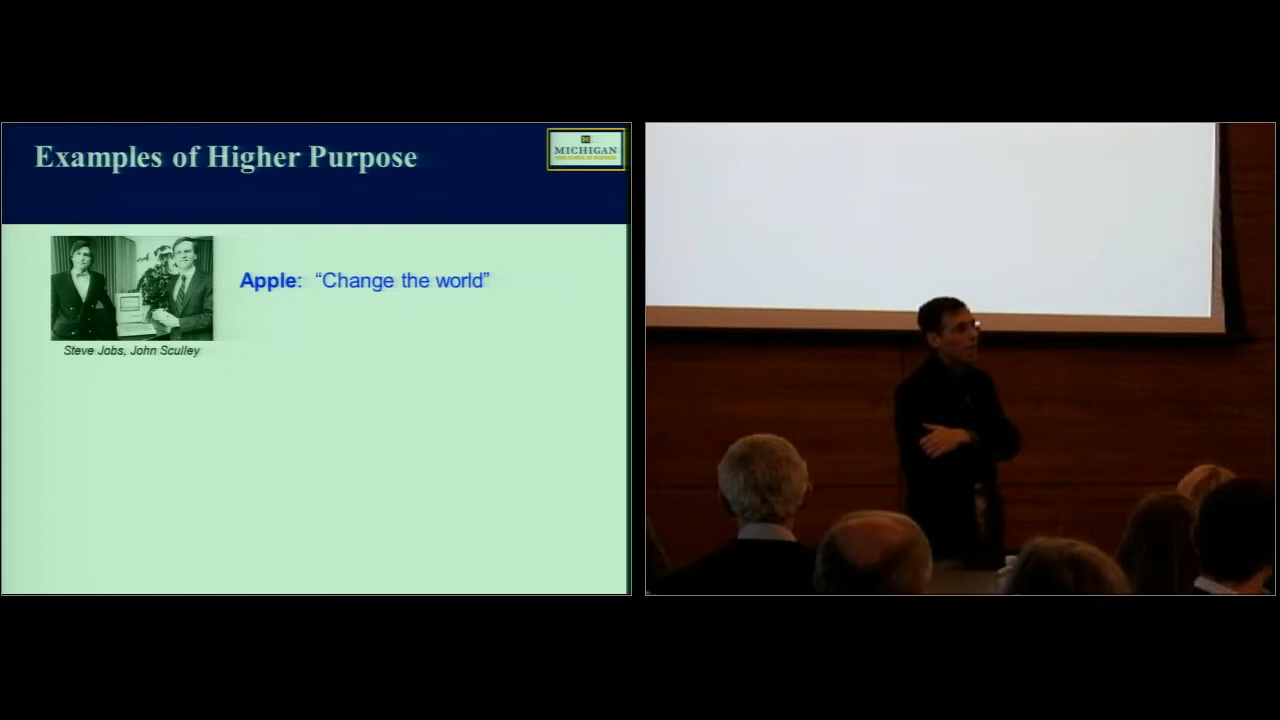 Examples of Higher Purpose
MICHIGAN
Apple: “Change the world”
Steve Jobs, John Sculley